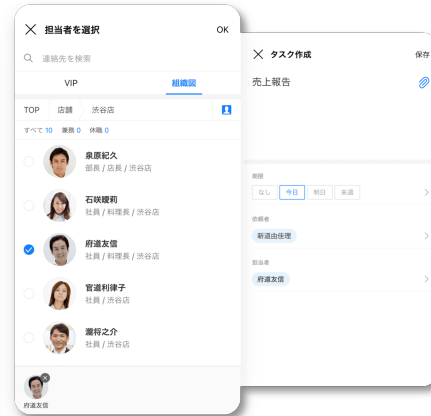 担当者を選択
OK
連絡先を検索
VIP
組織図
TOP
店舗
渋谷店
すべて 10 兼務 0 休職 0
泉原紀久
部長 / 店長 / 渋谷店
石咲瞹莉
社員 / 料理長 / 渋谷店
府道友信
社員 / 料理長 / 渋谷店
官道利律子
社員 / 渋谷店
瀧将之介
社員 / 渋谷店
府道友信
タスク作成
保存
売上報告
期限
なし 今日 明日 来週
依頼者
新道由佳理
担当者
府道友信